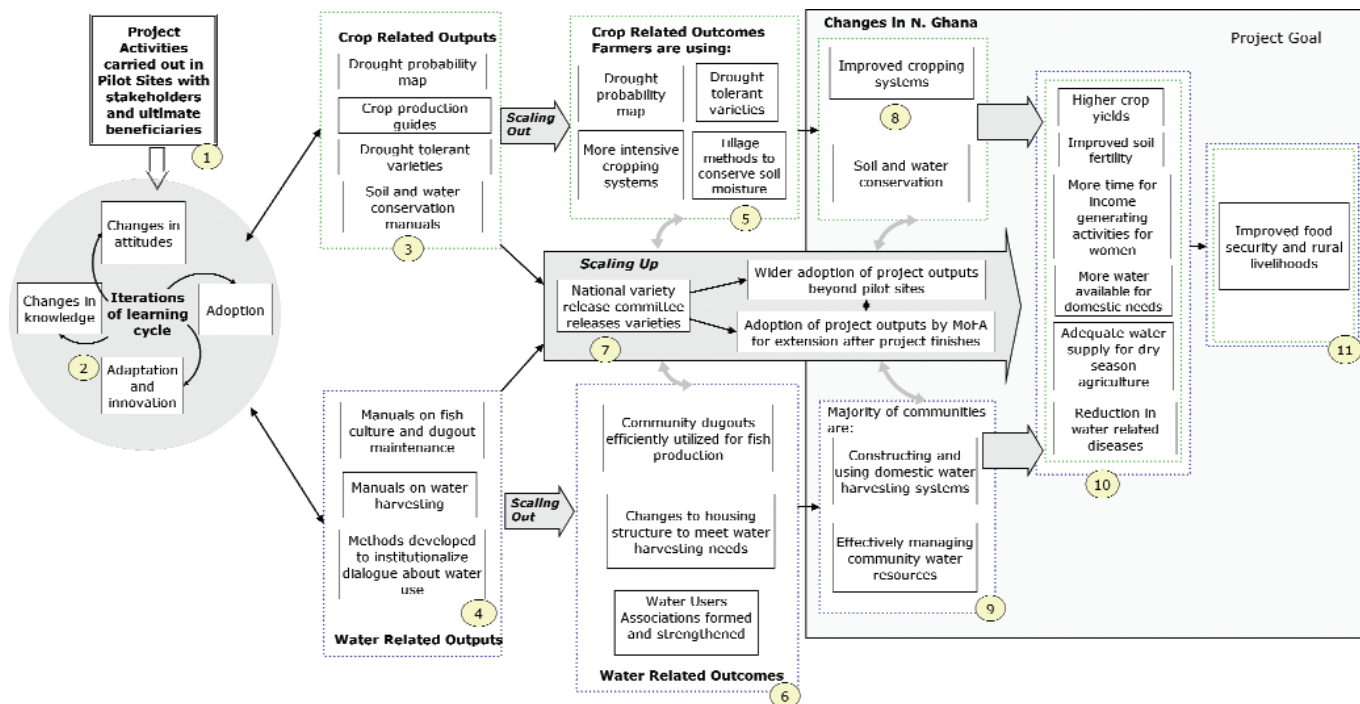 Project
Activities
carried out in
Pilot Sites with
stakeholders
and ultimate
beneficiaries
1
Changes in
attitudes
Changes in
knowledge
Iterations
of learning
cycle
Adoption
2
Adaptation
and
innovation
Crop Related Outputs
Drought probability
map
Crop production
guides
Drought tolerant
varieties
Soil and water
conservation
manuals
3
Scaling
Out
Crop Related Outcomes
Farmers are using:
Drought
probability
map
Drought
tolerant
varieties
More intensive
cropping
systems
Tillage
methods to
conserve soil
moisture
5
Changes in N. Ghana
Project Goal
Improved cropping
systems
8
Soil and water
conservation
Scaling Up
National variety
release committee
releases varieties
7
Wider adoption of project outputs
beyond pilot sites
Adoption of project outputs by MoFA
for extension after project finishes
Manuals on fish
culture and dugout
maintenance
Manuals on water
harvesting
Methods developed
to institutionalize
dialogue about water
use
4
Water Related Outputs
Scaling
Out
Community dugouts
efficiently utilized for fish
production
Changes to housing
structure to meet water
harvesting needs
Water Users
Associations formed
and strengthened
Water Related Outcomes
6
Majority of communities
are:
Constructing and
using domestic water
harvesting systems
Effectively managing
community water
resources
9
Higher crop
yields
Improved soil
fertility
More time for
income
generating
activities for
women
More water
available for
domestic needs
Adequate water
supply for dry
season
agriculture
Reduction in
water related
diseases
10
Improved food
security and rural
livelihoods
11